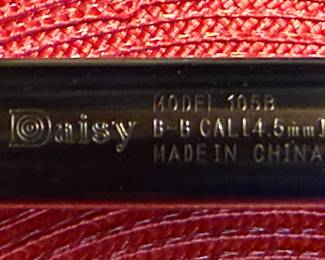 Daisy
MODEL 105B
B-B CAL[4.5mm]
MADE IN CHINA